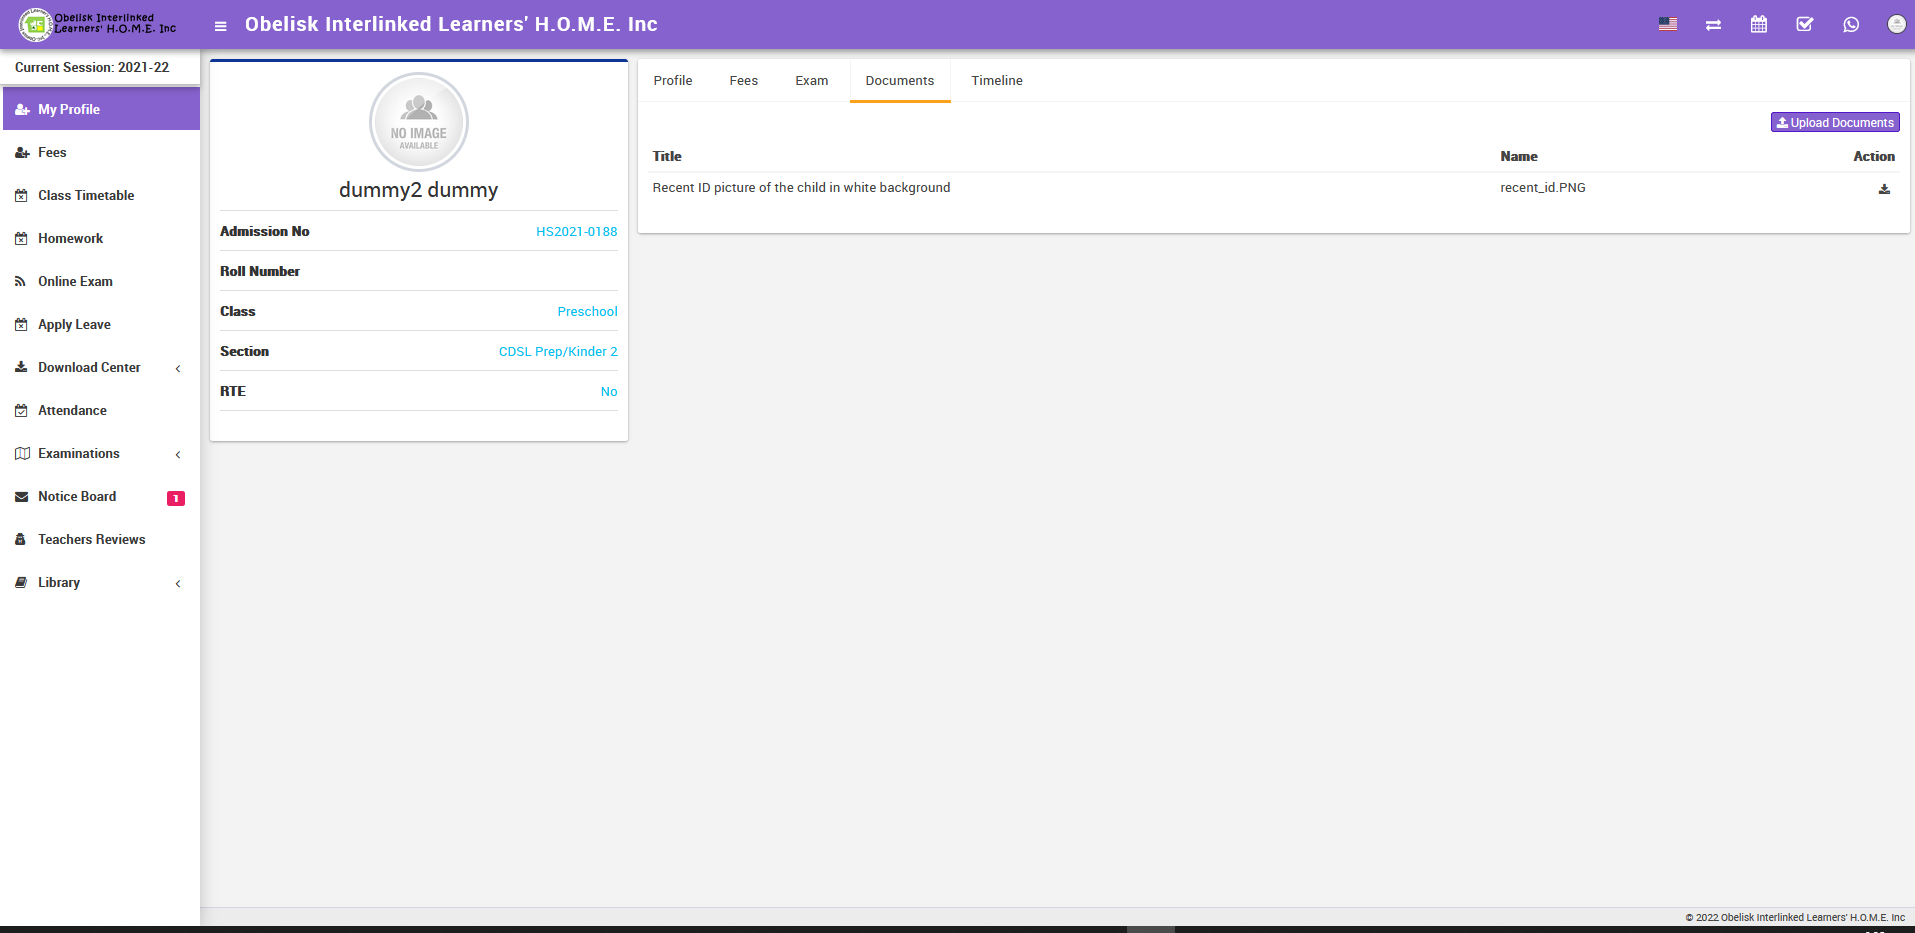 Obelisk Interlinked
Learners' H.O.M.E. Inc
Obelisk Interlinked Learners' H.O.M.E. Inc
Current Session: 2021-22
My Profile
Fees
Class Timetable
Homework
Online Exam
Apply Leave
Download Center
Attendance
Examinations
Notice Board 1
Teachers Reviews
Library
NO IMAGE
AVAILABLE
dummy2 dummy
Admission No HS2021-0188
Roll Number
Class Preschool
Section CDSL Prep/Kinder 2
RTE No
Profile Fees Exam Documents Timeline
Upload Documents
Title Name Action
Recent ID picture of the child in white background recent_id.PNG
© 2022 Obelisk Interlinked Learners' H.O.M.E. Inc